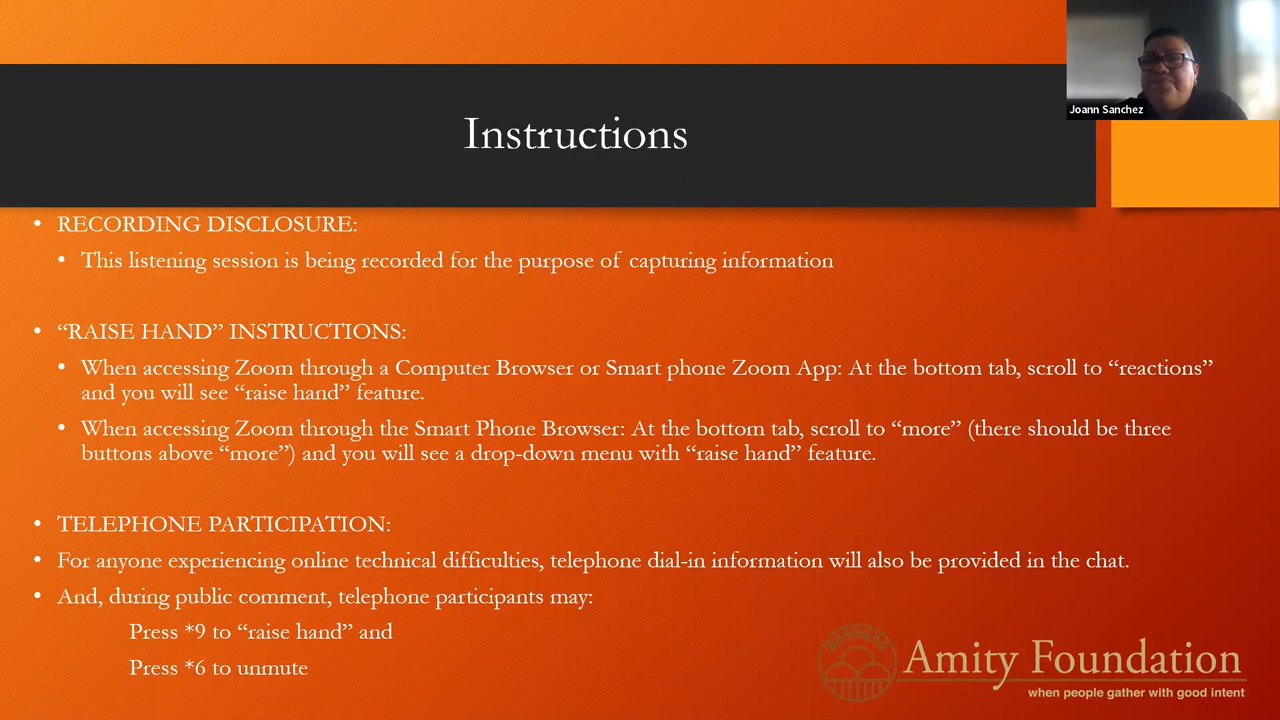 Joann Sanchez
Instructions
• RECORDING DISCLOSURE:
• This listening session is being recorded for the purpose of capturing information
• “RAISE HAND” INSTRUCTIONS:
• When accessing Zoom through a Computer Browser or Smart phone Zoom App: At the bottom tab, scroll to “reactions”
and you will see “raise hand” feature.
• When accessing Zoom through the Smart Phone Browser: At the bottom tab, scroll to “more” (there should be three
buttons above “more”) and you will see a drop-down menu with “raise hand” feature.
• TELEPHONE PARTICIPATION:
• For anyone experiencing online technical difficulties, telephone dial-in information will also be provided in the chat.
• And, during public comment, telephone participants may:
Press *9 to “raise hand” and
Press *6 to unmute
Amity Foundation
when people gather with good intent